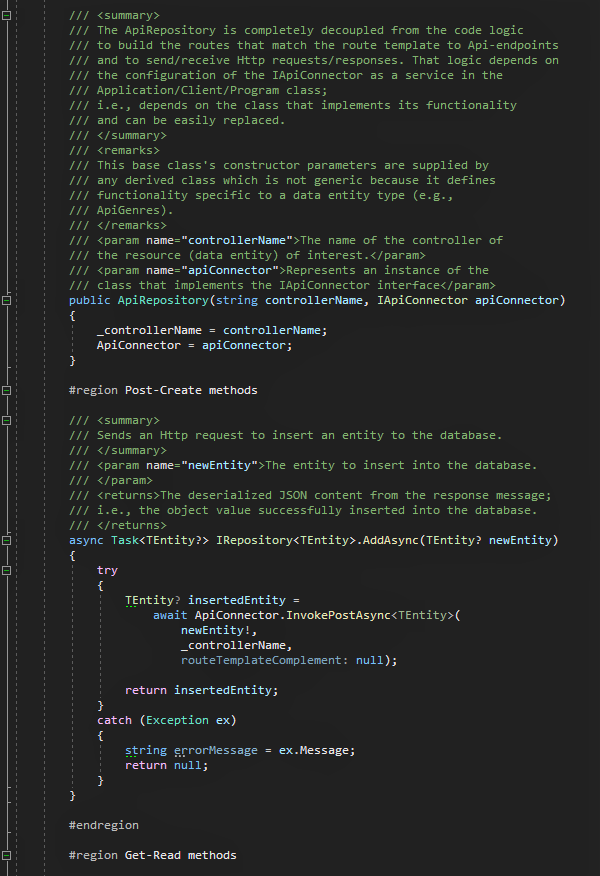 /// <summary>
/// The ApiRepository is completely decoupled from the code logic
/// to build the routes that match the route template to Api-endpoints
/// and to send/receive Http requests/responses. That logic depends on
/// the configuration of the IApiConnector as a service in the
/// Application/Client/Program class;
/// i.e., depends on the class that implements its functionality
/// and can be easily replaced.
/// </summary>
/// <remarks>
/// This base class's constructor parameters are supplied by
/// any derived class which is not generic because it defines
/// functionality specific to a data entity type (e.g.,
/// ApiGenres).
/// </remarks>
/// <param name="controllerName">The name of the controller of
/// the resource (data entity) of interest.</param>
/// <param name="apiConnector">Represents an instance of the
/// class that implements the IApiConnector interface</param>
public ApiRepository(string controllerName, IApiConnector apiConnector)
{
_controllerName = controllerName;
ApiConnector = apiConnector;
}
#region Post-Create methods
/// <summary>
/// Sends an Http request to insert an entity to the database.
/// </summary>
/// <param name="newEntity">The entity to insert into the database.
/// </param>
/// <returns>The deserialized JSON content from the response message;
/// i.e., the object value successfully inserted into the database.
/// </returns>
async Task<TEntity?> IRepository<TEntity>.AddAsync(TEntity? newEntity)
{
try
{
TEntity? insertedEntity =
await ApiConnector.InvokePostAsync<TEntity>(
newEntity!,
_controllerName,
routeTemplateComplement: null);
return insertedEntity;
}
catch (Exception ex)
{
string errorMessage = ex.Message;
return null;
}
}
#endregion
#region Get-Read methods